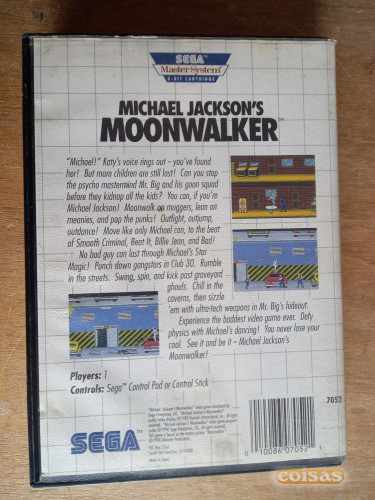 SEGA
Master System™
8-BIT CARTRIDGE
MICHAEL JACKSON'S
MOONWALKER™
"Michael!" Katy's voice rings out – you've found
her! But more children are still lost! Can you stop
the psycho mastermind Mr. Big and his goon squad
before they kidnap all the kids? You can, if you're
Michael Jackson! Moonwalk on muggers, lean on
meanies, and pop the punks! Outfight, outjump,
outdance! Move like only Michael can, to the beat
of Smooth Criminal, Beat It, Billie Jean, and Bad!
No bad guy can last through Michael's Star
Magic! Punch down gangsters in Club 30. Rumble
in the streets. Swing, spin, and kick past graveyard
ghouls. Chill in the
caverns, then sizzle
'em with ultra-tech weapons in Mr. Big's hideout.
Experience the baddest video game ever. Defy
physics with Michael's dancing! You never lose your
cool. See it and be it – Michael Jackson's
Moonwalker!
Players: 1
Controls: Sega™ Control Pad or Control Stick
7052
SEGA®
0 10086 07052 1
coisas